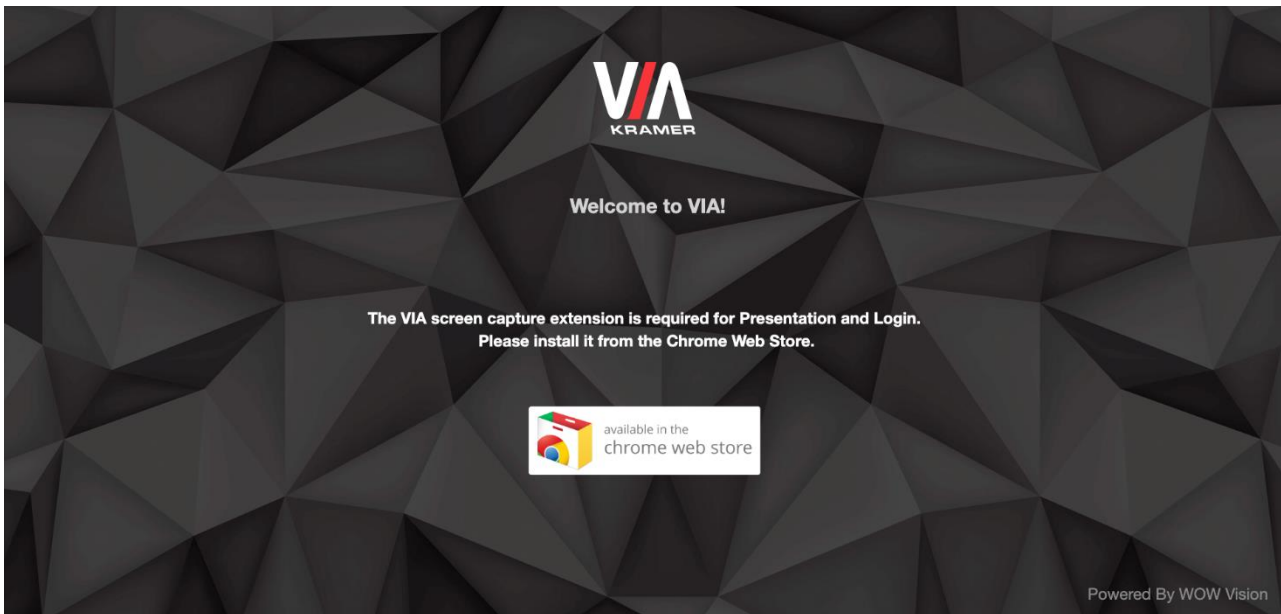 VIA
KRAMER
Welcome to VIA!
The VIA screen capture extension is required for Presentation and Login.
Please install it from the Chrome Web Store.
available in the
chrome web store
Powered By WOW Vision